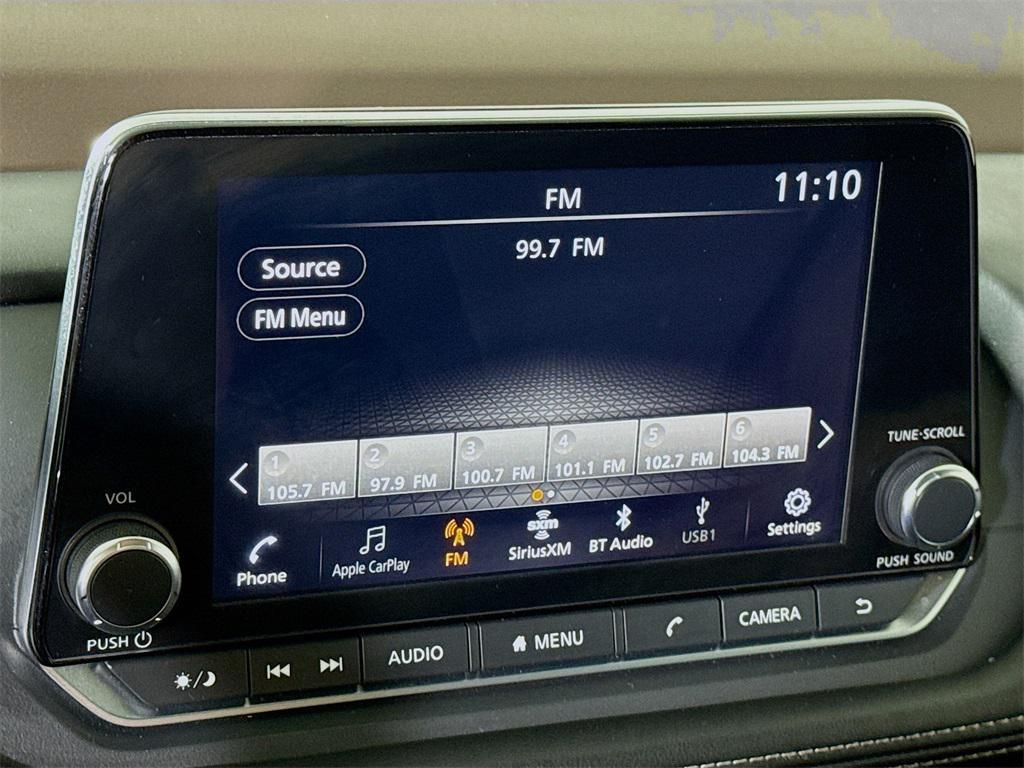 FM
11:10
99.7 FM
Source
FM Menu
1
105.7 FM
2
97.9 FM
3
100.7 FM
4
101.1 FM
5
102.7 FM
6
104.3 FM
Phone
Apple CarPlay
FM
sxm
SiriusXM
BT Audio
USB1
Settings
VOL
PUSH
TUNE·SCROLL
PUSH SOUND
AUDIO
MENU
CAMERA